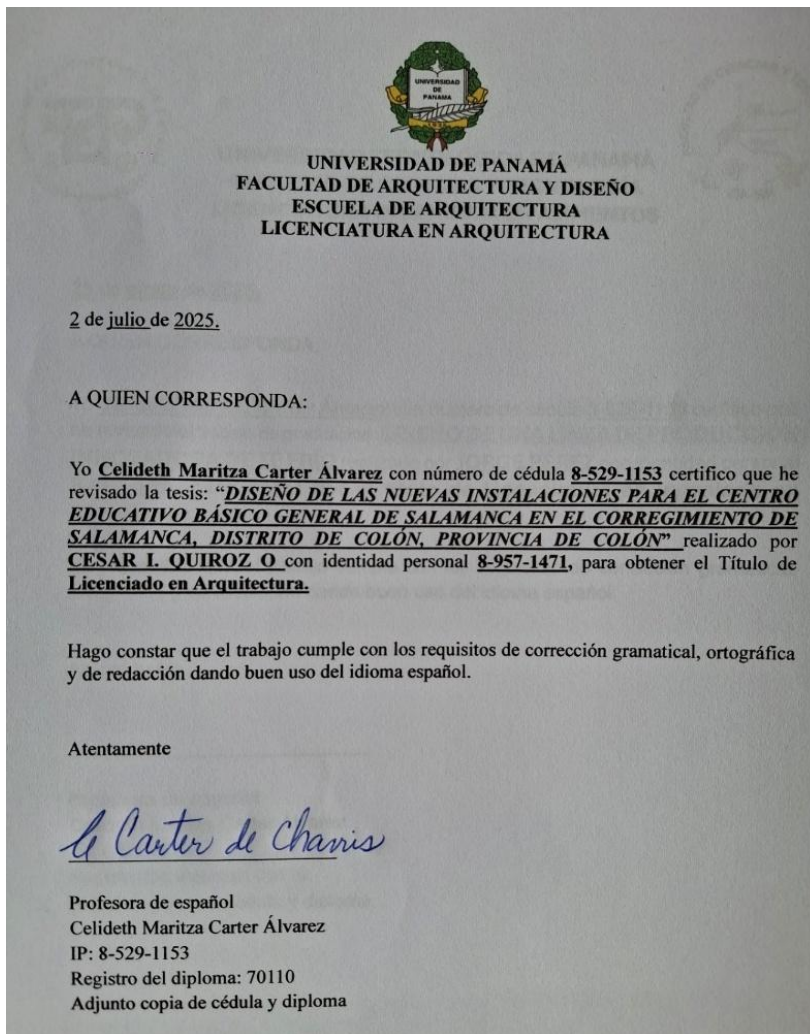 UNIVERSIDAD
DE
PANAMA
UNIVERSIDAD DE PANAMÁ
FACULTAD DE ARQUITECTURA Y DISEÑO
ESCUELA DE ARQUITECTURA
LICENCIATURA EN ARQUITECTURA
2 de julio de 2025.
A QUIEN CORRESPONDA:
Yo Celideth Maritza Carter Álvarez con número de cédula 8-529-1153 certifico que he
revisado la tesis: “DISEÑO DE LAS NUEVAS INSTALACIONES PARA EL CENTRO
EDUCATIVO BÁSICO GENERAL DE SALAMANCA EN EL CORREGIMIENTO DE
SALAMANCA, DISTRITO DE COLÓN, PROVINCIA DE COLÓN” realizado por
CESAR I. QUIROZ O con identidad personal 8-957-1471, para obtener el Título de
Licenciado en Arquitectura.
Hago constar que el trabajo cumple con los requisitos de corrección gramatical, ortográfica
y de redacción dando buen uso del idioma español.
Atentamente
Carter de Charris
Profesora de español
Celideth Maritza Carter Álvarez
IP: 8-529-1153
Registro del diploma: 70110
Adjunto copia de cédula y diploma